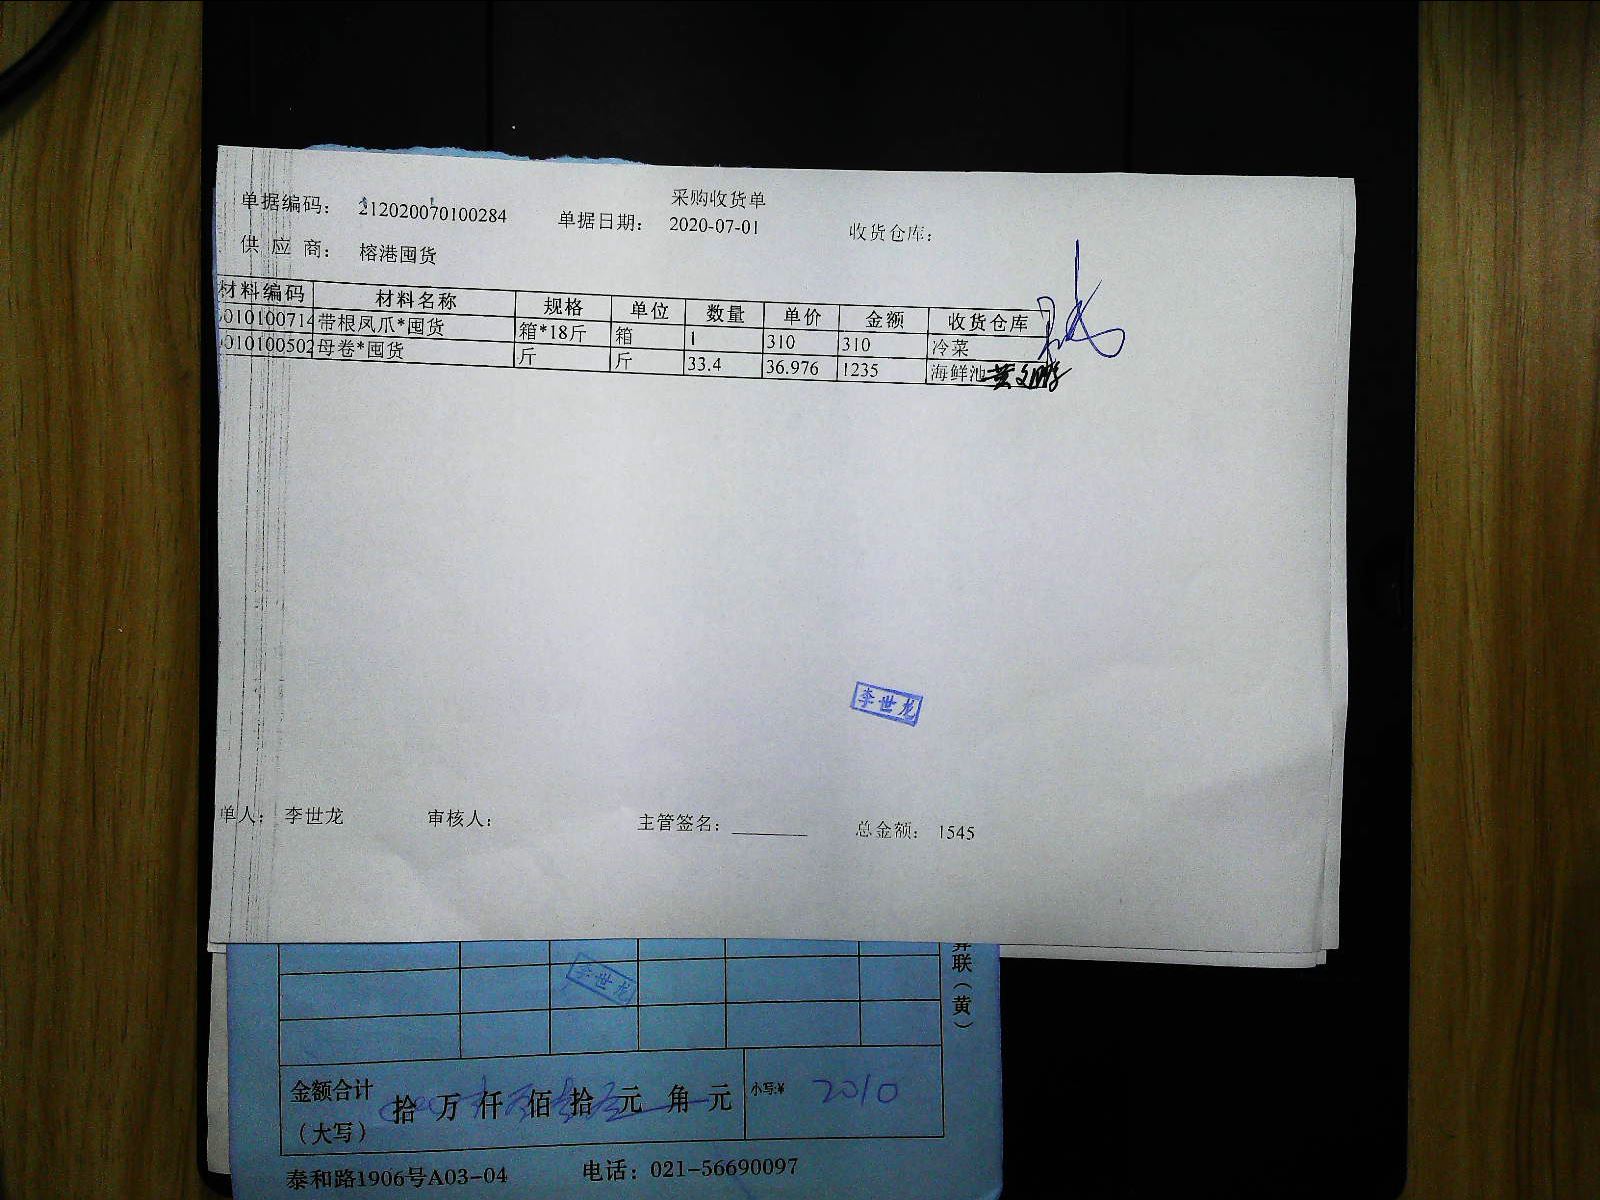 采购收货单
单据编码： 212020070100284 单据日期： 2020-07-01 收货仓库：
供 应 商： 榕港囤货
材料编码 材料名称 规格 单位 数量 单价 金额 收货仓库
010100714 带根凤爪*囤货 箱*18斤 箱 1 310 310 冷菜
010100502 母卷*囤货 斤 斤 33.4 36.976 1235 海鲜池 黄文鹏
李世龙
单人： 李世龙 审核人： 主管签名：________ 总金额： 1545
联（黄）
李世龙
金额合计（大写） 拾 万 仟 佰 拾 元 角 元 小写:¥ 2010
泰和路1906号A03-04 电话：021-56690097